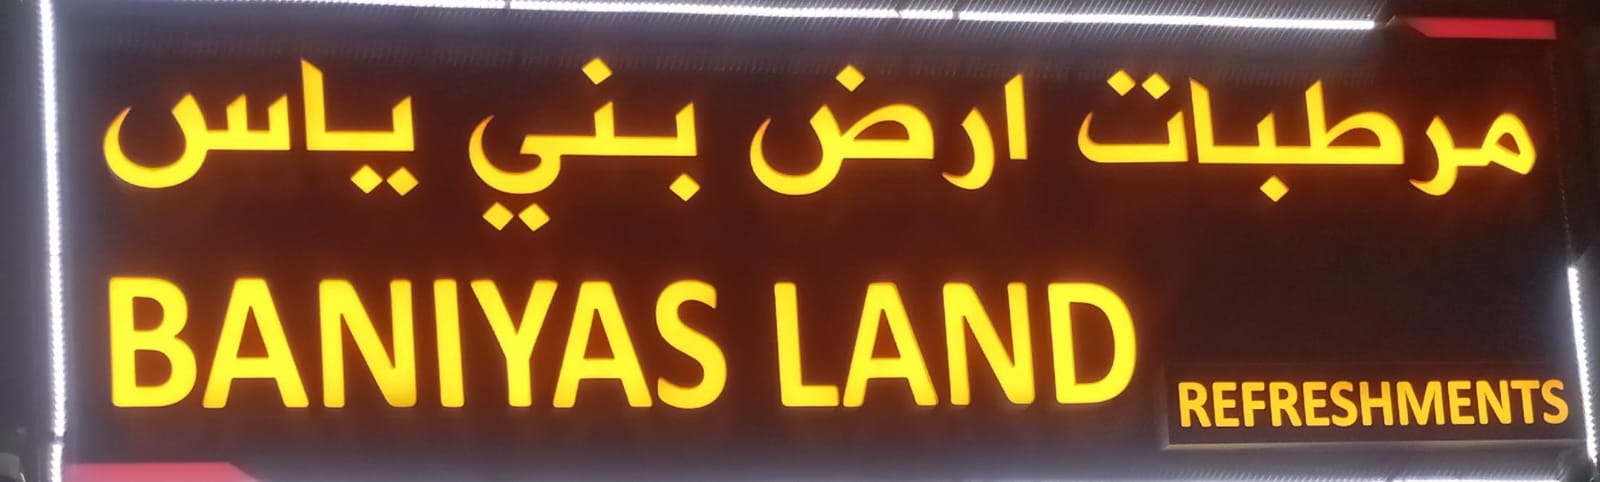 مرطبات ارض بني ياس
BANIYAS LAND
REFRESHMENTS